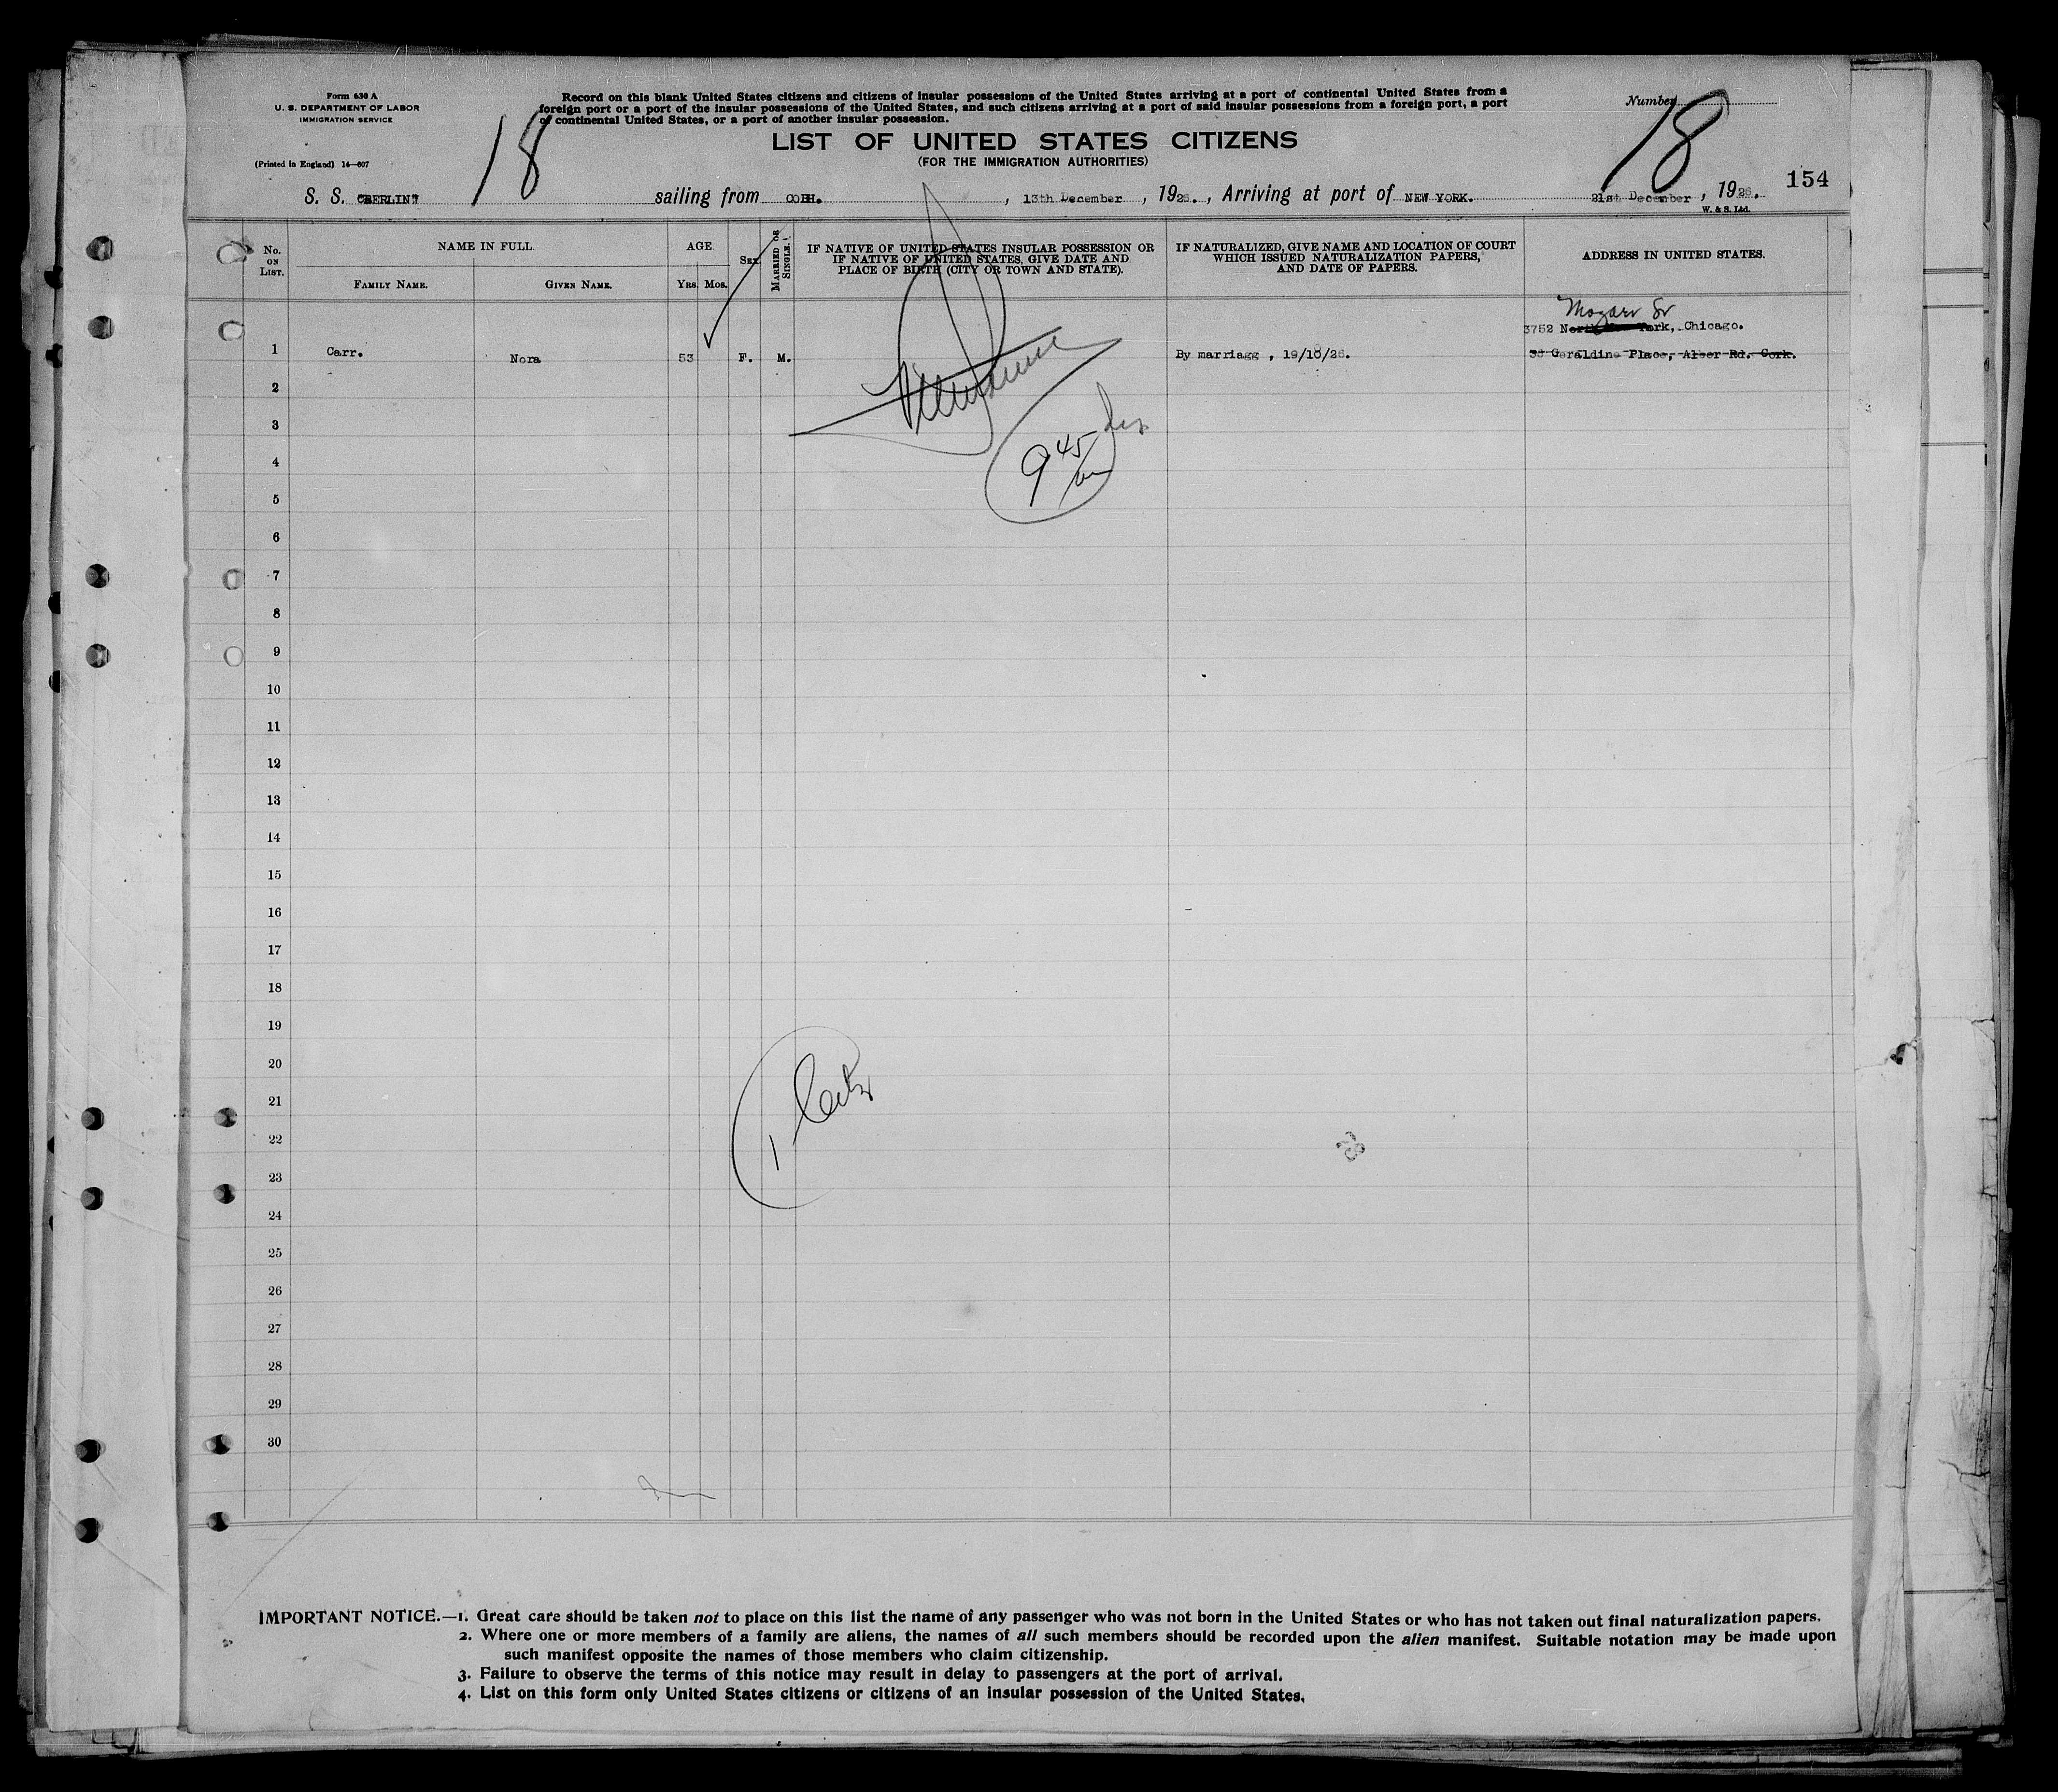 Form 630 A
U. S. DEPARTMENT OF LABOR
IMMIGRATION SERVICE
(Printed in England) 14—607
18
Record on this blank United States citizens and citizens of insular possessions of the United States arriving at a port of continental United States from a
foreign port or a port of the insular possessions of the United States, and such citizens arriving at a port of said insular possessions from a foreign port, a port
of continental United States, or a port of another insular possession.
Number
18
LIST OF UNITED STATES CITIZENS
(FOR THE IMMIGRATION AUTHORITIES)
154
S. S. sailing from COBH. , 13th December , 1926. , Arriving at port of NEW YORK. 21st December , 1926.
W. & S. Ltd.
No. ON LIST.
NAME IN FULL
FAMILY NAME.
GIVEN NAME.
AGE
YRS. MOS.
SEX
MARRIED OR SINGLE.
IF NATIVE OF UNITED STATES INSULAR POSSESSION OR
IF NATIVE OF UNITED STATES, GIVE DATE AND
PLACE OF BIRTH (CITY OR TOWN AND STATE).
IF NATURALIZED, GIVE NAME AND LOCATION OF COURT
WHICH ISSUED NATURALIZATION PAPERS,
AND DATE OF PAPERS.
ADDRESS IN UNITED STATES.
Mozart Sr
3752 Park, Chicago.
1 Carr. Nora 53 F. M. By marriagg , 19/10/26. Geraldine Place, Cork.
9 45
2
3
4
5
6
7
8
9
10
11
12
13
14
15
16
17
18
19
20
21
22
23
24
25
26
27
28
29
30
1
IMPORTANT NOTICE.—1. Great care should be taken not to place on this list the name of any passenger who was not born in the United States or who has not taken out final naturalization papers.
2. Where one or more members of a family are aliens, the names of all such members should be recorded upon the alien manifest. Suitable notation may be made upon
such manifest opposite the names of those members who claim citizenship.
3. Failure to observe the terms of this notice may result in delay to passengers at the port of arrival.
4. List on this form only United States citizens or citizens of an insular possession of the United States.